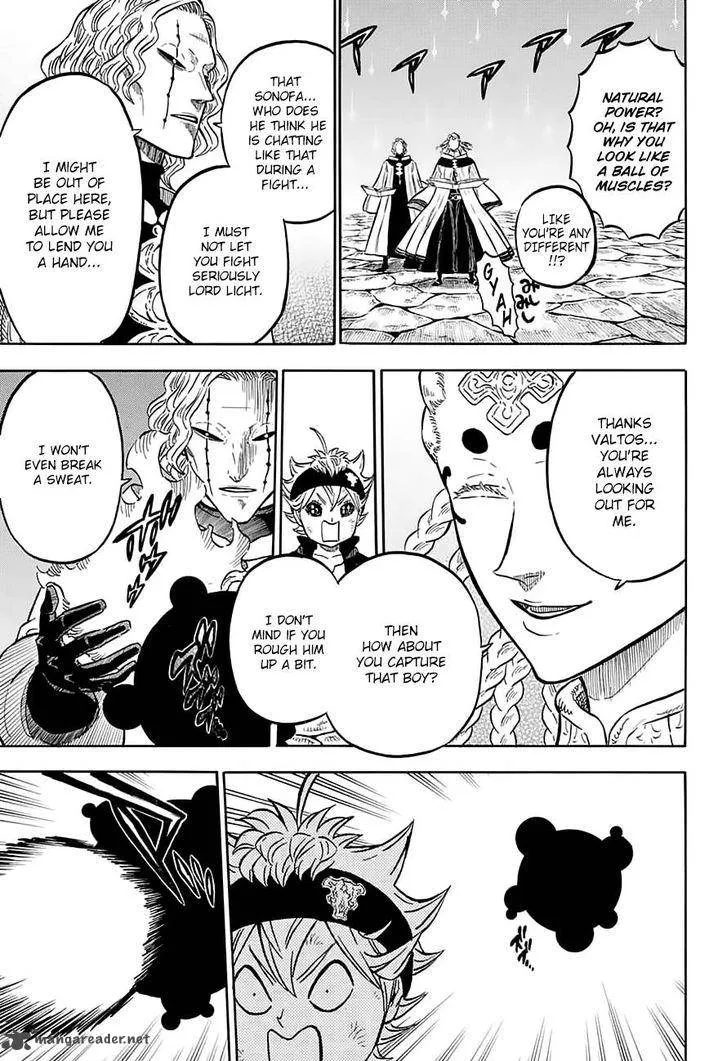 NATURAL
POWER?
OH, IS THAT
WHY YOU
LOOK LIKE
A BALL OF
MUSCLES?
LIKE
YOU'RE ANY
DIFFERENT
!!?
GYAH
THAT
SONOFA...
WHO DOES
HE THINK HE
IS CHATTING
LIKE THAT
DURING A
FIGHT...
I MUST
NOT LET
YOU FIGHT
SERIOUSLY
LORD LICHT.
I MIGHT
BE OUT OF
PLACE HERE,
BUT PLEASE
ALLOW ME
TO LEND YOU
A HAND...
THANKS
VALTOS...
YOU'RE
ALWAYS
LOOKING
OUT FOR
ME.
THEN
HOW ABOUT
YOU CAPTURE
THAT BOY?
I DON'T
MIND IF YOU
ROUGH HIM
UP A BIT.
I WON'T
EVEN BREAK
A SWEAT.
ズズ...
mangareader.net